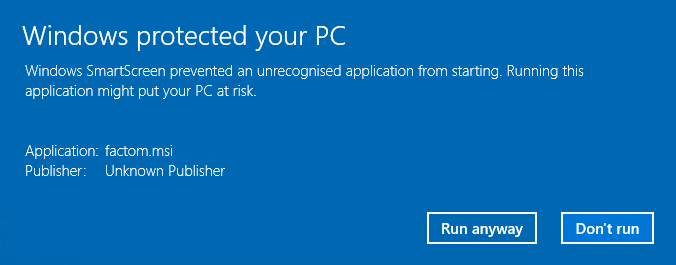 Windows protected your PC
Windows SmartScreen prevented an unrecognised application from starting. Running this
application might put your PC at risk.
Application: factom.msi
Publisher: Unknown Publisher
Run anyway Don't run